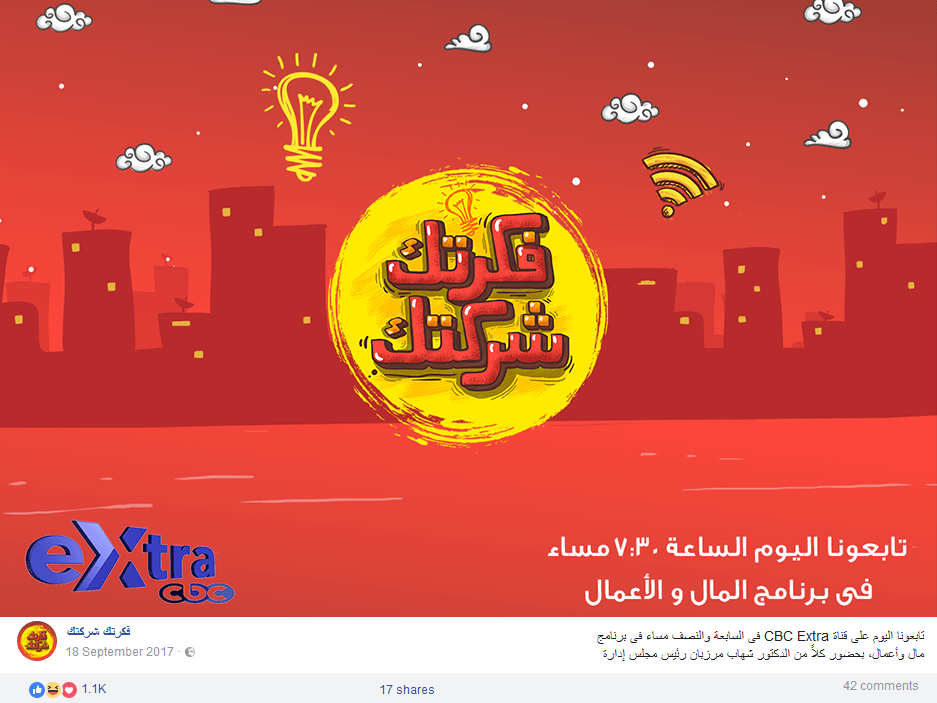 فكرتك
شركتك
تابعونا اليوم الساعة ٧:٣٠ مساء
فى برنامج المال و الأعمال
eXtra
cbc
فكرتك شركتك
18 September 2017
تابعونا اليوم على قناة CBC Extra فى السابعة والنصف مساء فى برنامج
مال وأعمال، بحضور كلاً من الدكتور شهاب مرزبان رئيس مجلس إدارة
1.1K
17 shares
42 comments